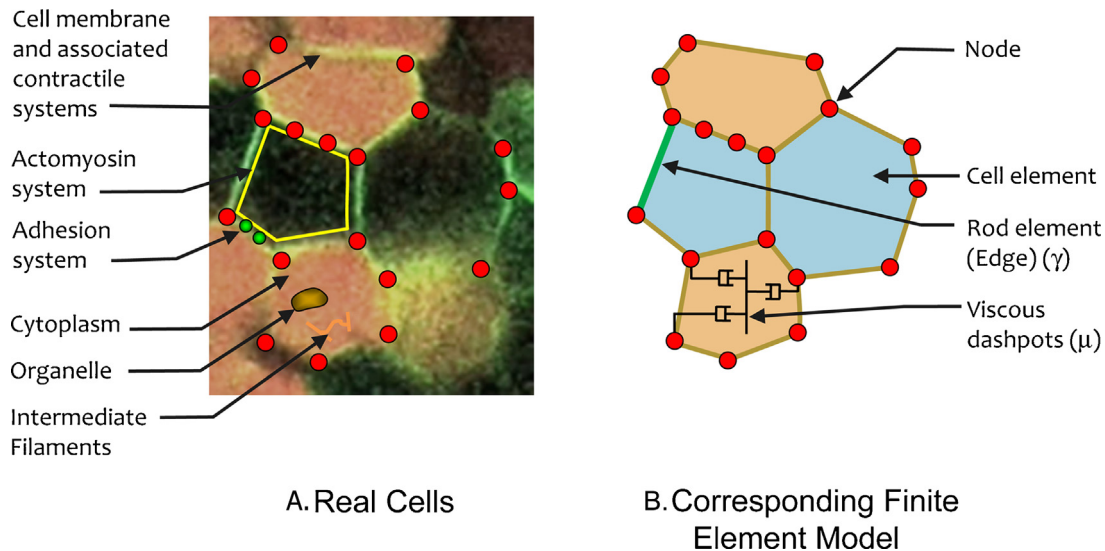 Cell membrane
and associated
contractile
systems
Actomyosin
system
Adhesion
system
Cytoplasm
Organelle
Intermediate
Filaments
A. Real Cells
Node
Cell element
Rod element
(Edge) (γ)
Viscous
dashpots (μ)
B. Corresponding Finite
Element Model